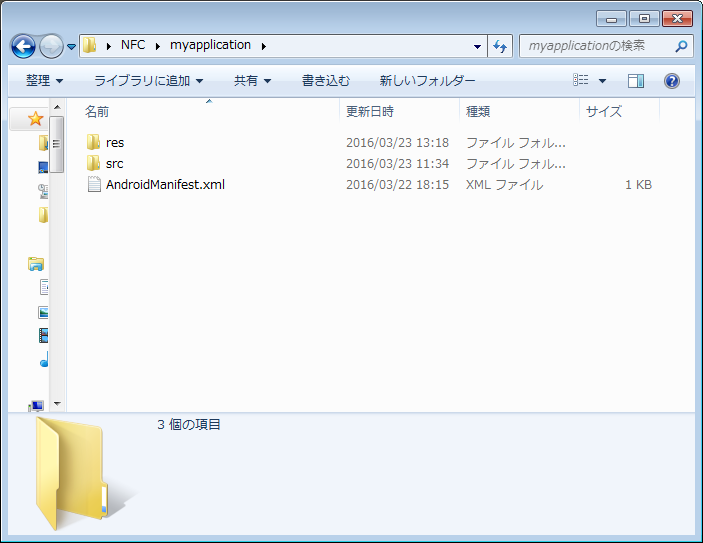 NFC myapplication myapplicationの検索
整理 ライブラリに追加 共有 書き込む 新しいフォルダー
名前 更新日時 種類 サイズ
res 2016/03/23 13:18 ファイル フォル...
src 2016/03/23 11:34 ファイル フォル...
AndroidManifest.xml 2016/03/22 18:15 XML ファイル 1 KB
3 個の項目